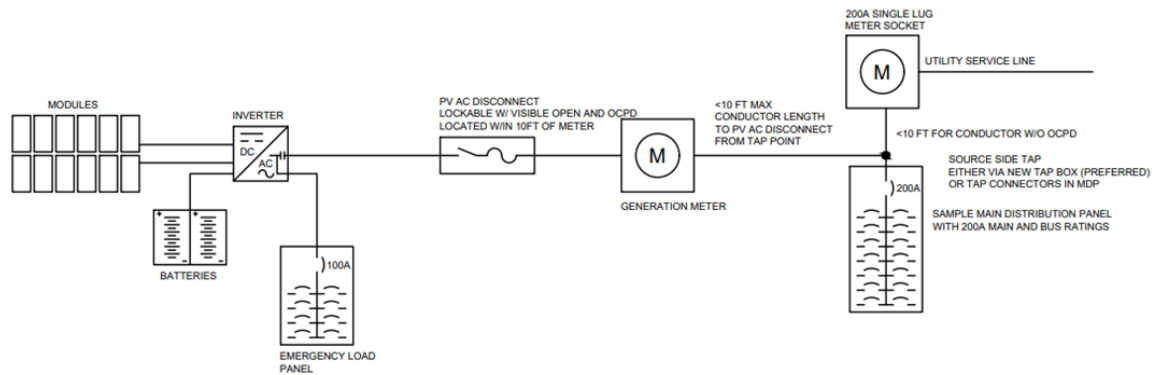 MODULES
INVERTER
DC
AC
+
-
+
-
BATTERIES
100A
EMERGENCY LOAD
PANEL
PV AC DISCONNECT
LOCKABLE W/ VISIBLE OPEN AND OCPD
LOCATED W/IN 10FT OF METER
M
GENERATION METER
<10 FT MAX
CONDUCTOR LENGTH
TO PV AC DISCONNECT
FROM TAP POINT
200A SINGLE LUG
METER SOCKET
M
UTILITY SERVICE LINE
<10 FT FOR CONDUCTOR W/O OCPD
SOURCE SIDE TAP
EITHER VIA NEW TAP BOX (PREFERRED)
OR TAP CONNECTORS IN MDP
200A
SAMPLE MAIN DISTRIBUTION PANEL
WITH 200A MAIN AND BUS RATINGS